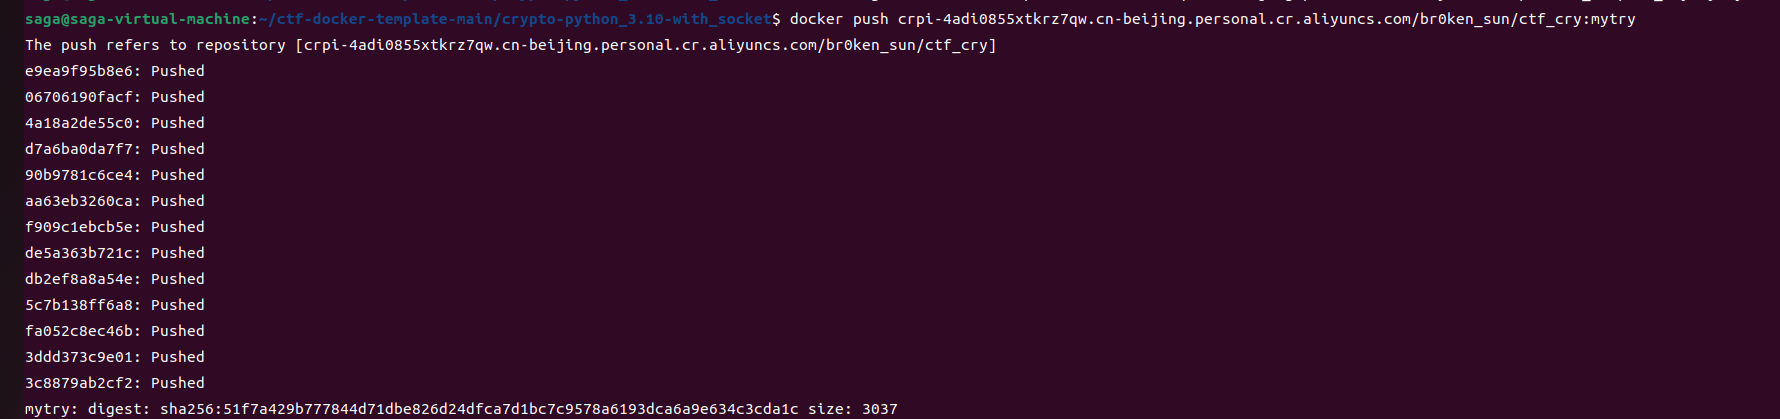 saga@saga-virtual-machine:~/ctf-docker-template-main/crypto-python_3.10-with_socket$ docker push crpi-4adi0855xtkrz7qw.cn-beijing.personal.cr.aliyuncs.com/br0ken_sun/ctf_cry:mytry
The push refers to repository [crpi-4adi0855xtkrz7qw.cn-beijing.personal.cr.aliyuncs.com/br0ken_sun/ctf_cry]
e9ea9f95b8e6: Pushed
06706190facf: Pushed
4a18a2de55c0: Pushed
d7a6ba0da7f7: Pushed
90b9781c6ce4: Pushed
aa63eb3260ca: Pushed
f909c1ebcb5e: Pushed
de5a363b721c: Pushed
db2ef8a8a54e: Pushed
5c7b138ff6a8: Pushed
fa052c8ec46b: Pushed
3ddd373c9e01: Pushed
3c8879ab2cf2: Pushed
mytry: digest: sha256:51f7a429b777844d71dbe826d24dfca7d1bc7c9578a6193dca6a9e634c3cda1c size: 3037